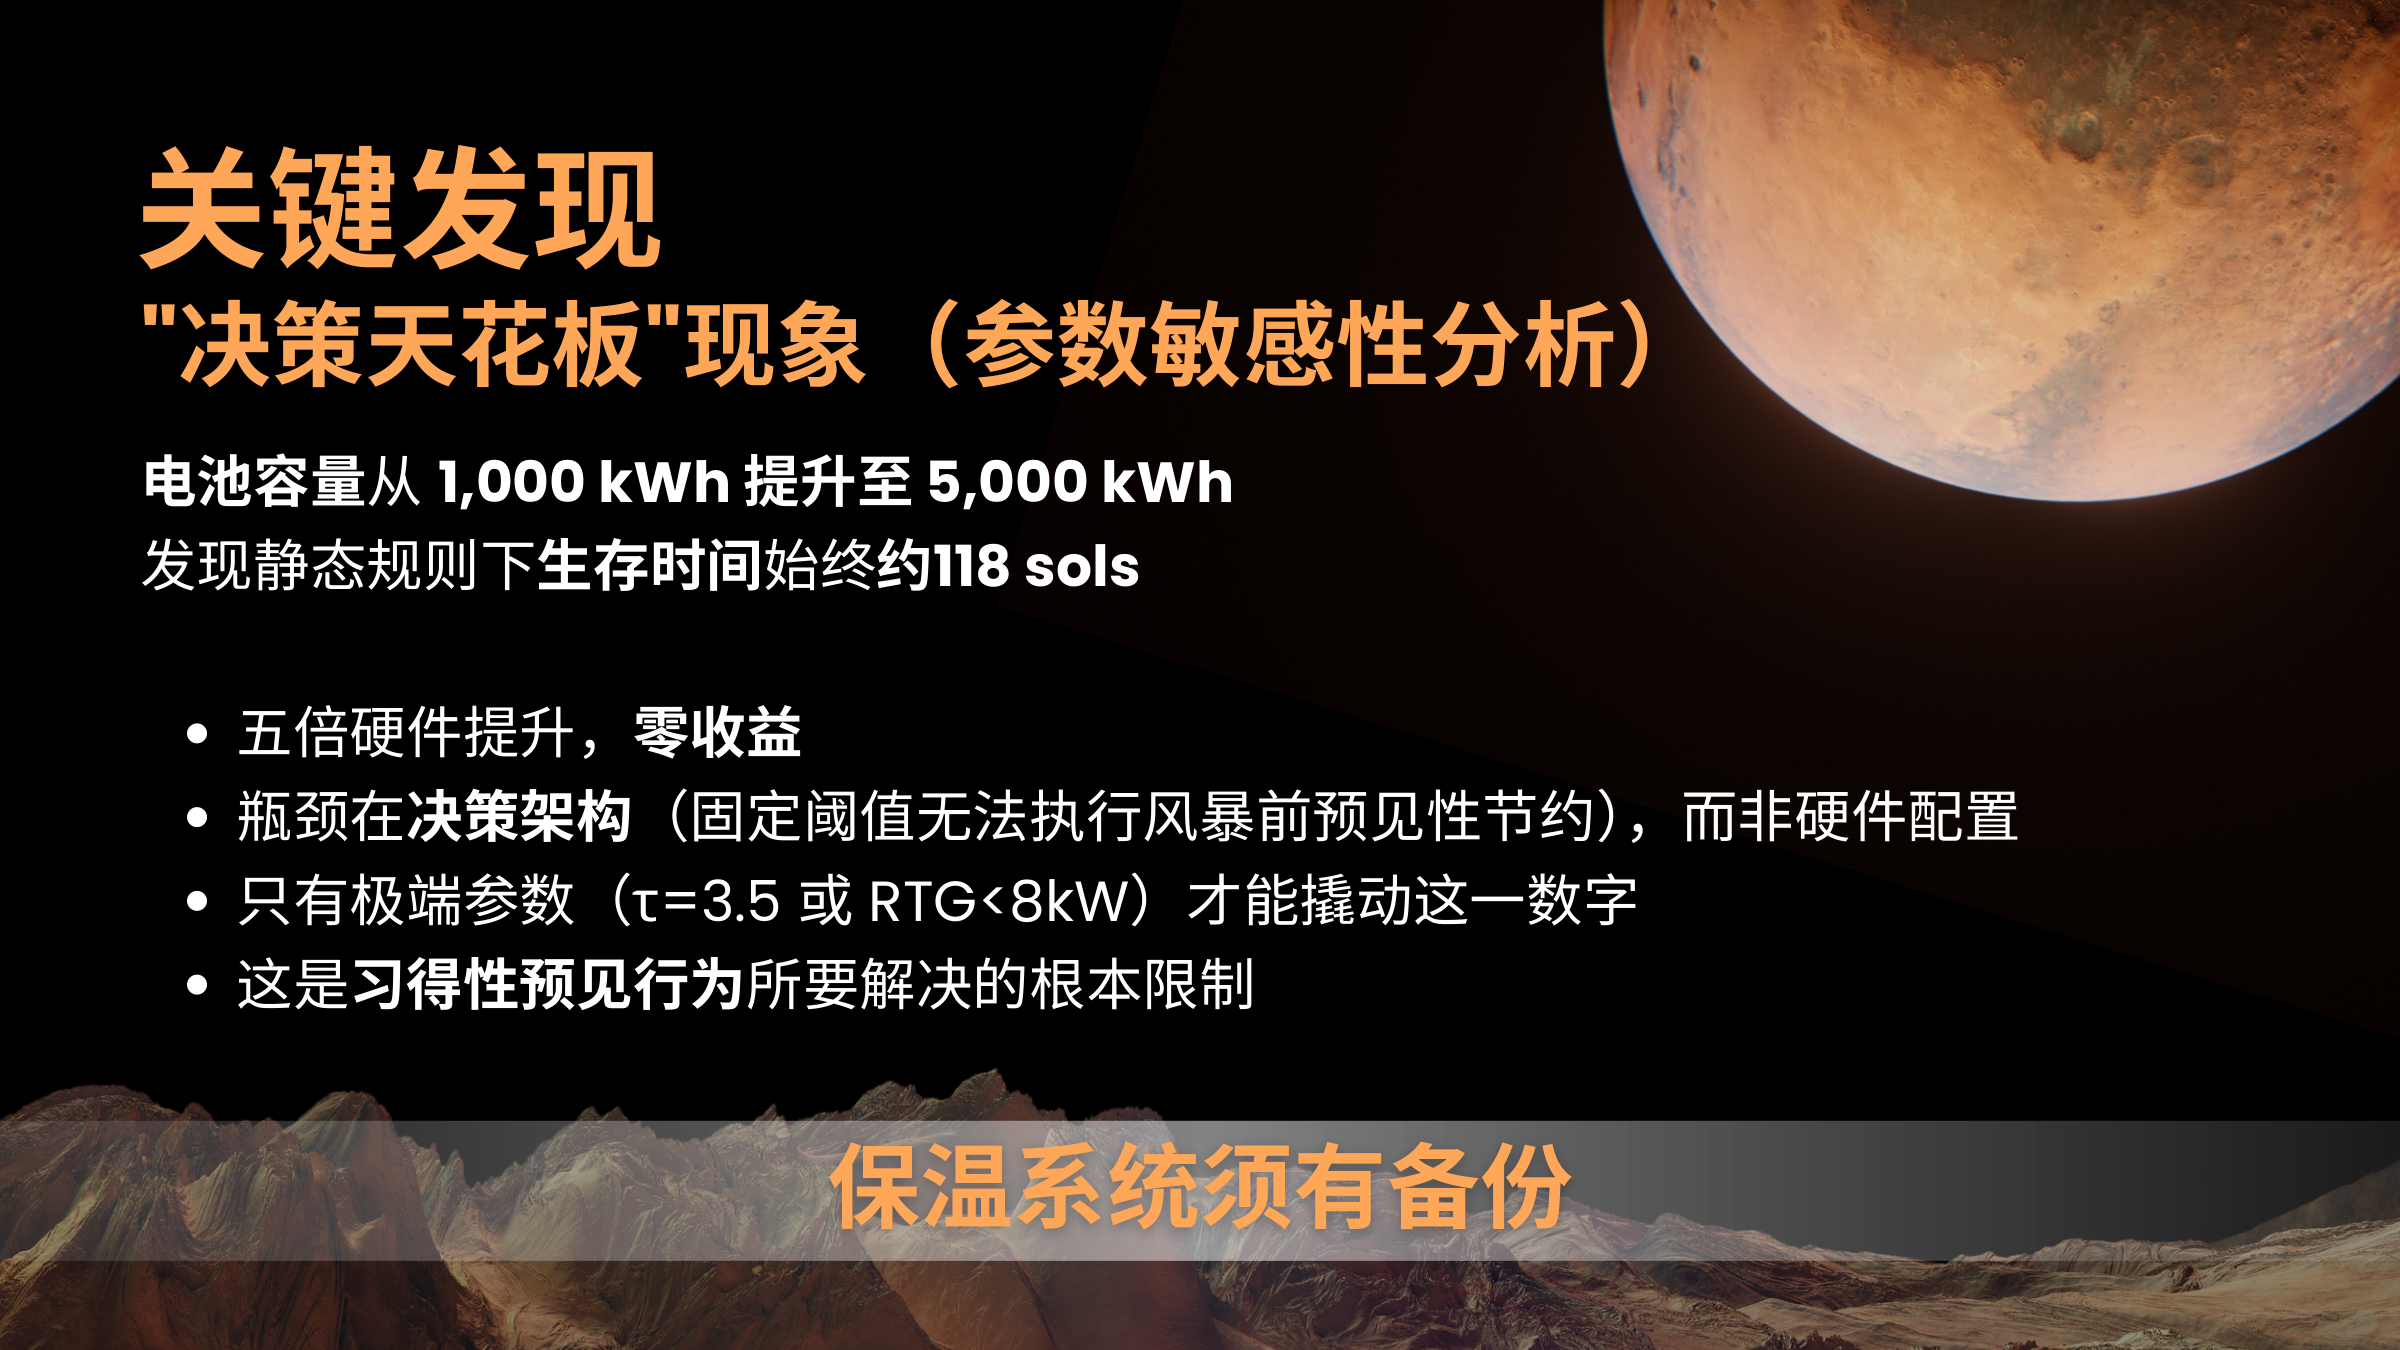 关键发现
"决策天花板"现象（参数敏感性分析）
电池容量从 1,000 kWh 提升至 5,000 kWh
发现静态规则下生存时间始终约118 sols
• 五倍硬件提升，零收益
• 瓶颈在决策架构（固定阈值无法执行风暴前预见性节约），而非硬件配置
• 只有极端参数（τ=3.5 或 RTG<8kW）才能撬动这一数字
• 这是习得性预见行为所要解决的根本限制
保温系统须有备份